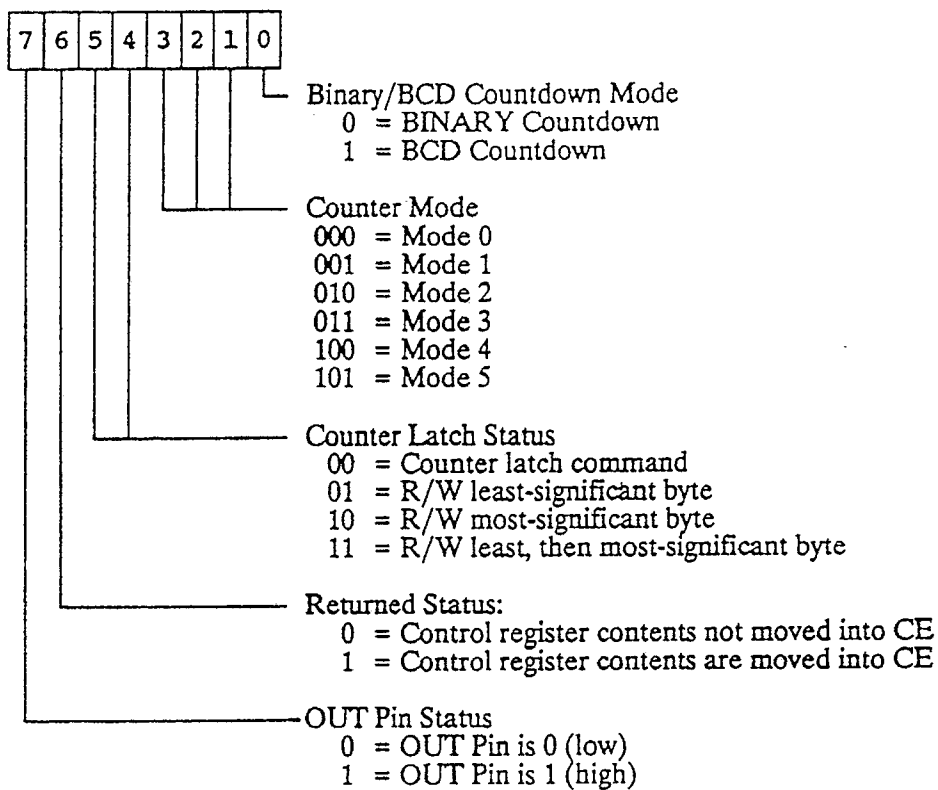 7 6 5 4 3 2 1 0
Binary/BCD Countdown Mode
0 = BINARY Countdown
1 = BCD Countdown
Counter Mode
000 = Mode 0
001 = Mode 1
010 = Mode 2
011 = Mode 3
100 = Mode 4
101 = Mode 5
Counter Latch Status
00 = Counter latch command
01 = R/W least-significant byte
10 = R/W most-significant byte
11 = R/W least, then most-significant byte
Returned Status:
0 = Control register contents not moved into CE
1 = Control register contents are moved into CE
OUT Pin Status
0 = OUT Pin is 0 (low)
1 = OUT Pin is 1 (high)